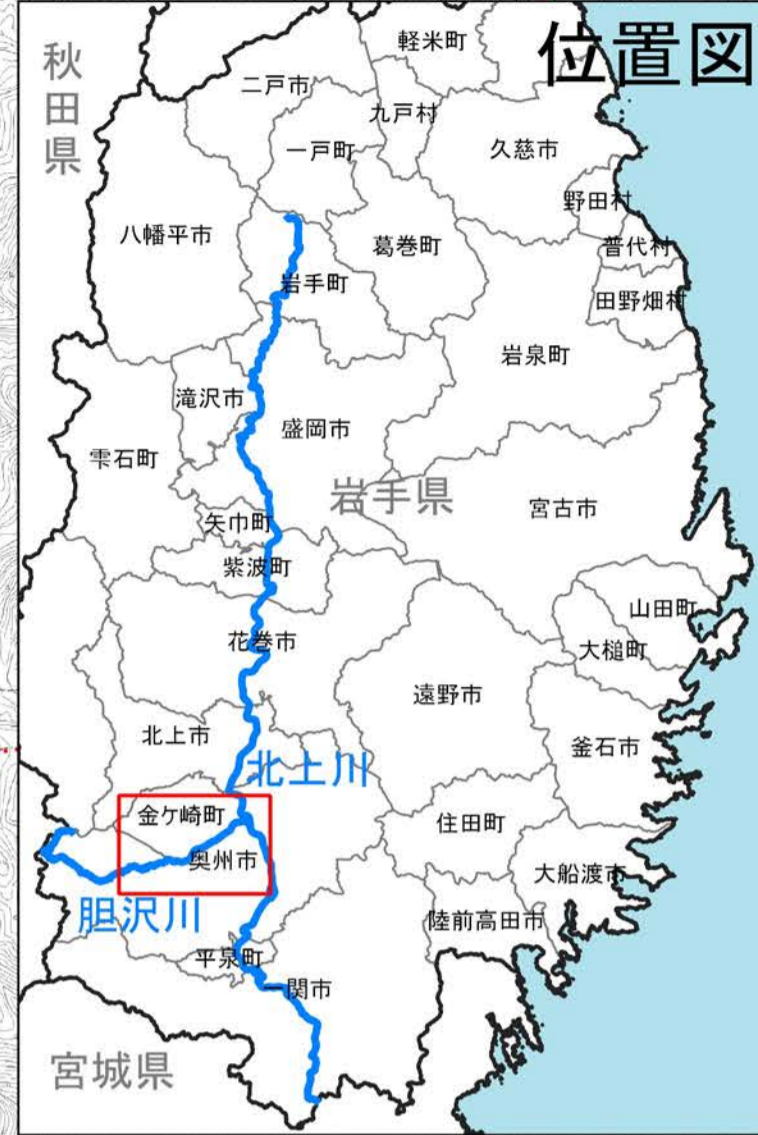 位置図
秋田県
軽米町
二戸市
九戸村
一戸町
久慈市
野田村
八幡平市
葛巻町
普代村
岩手町
田野畑村
岩泉町
滝沢市
盛岡市
雫石町
岩手県
宮古市
矢巾町
紫波町
山田町
花巻市
大槌町
遠野市
北上市
釜石市
北上川
金ケ崎町
住田町
奥州市
大船渡市
胆沢川
陸前高田市
平泉町
一関市
宮城県